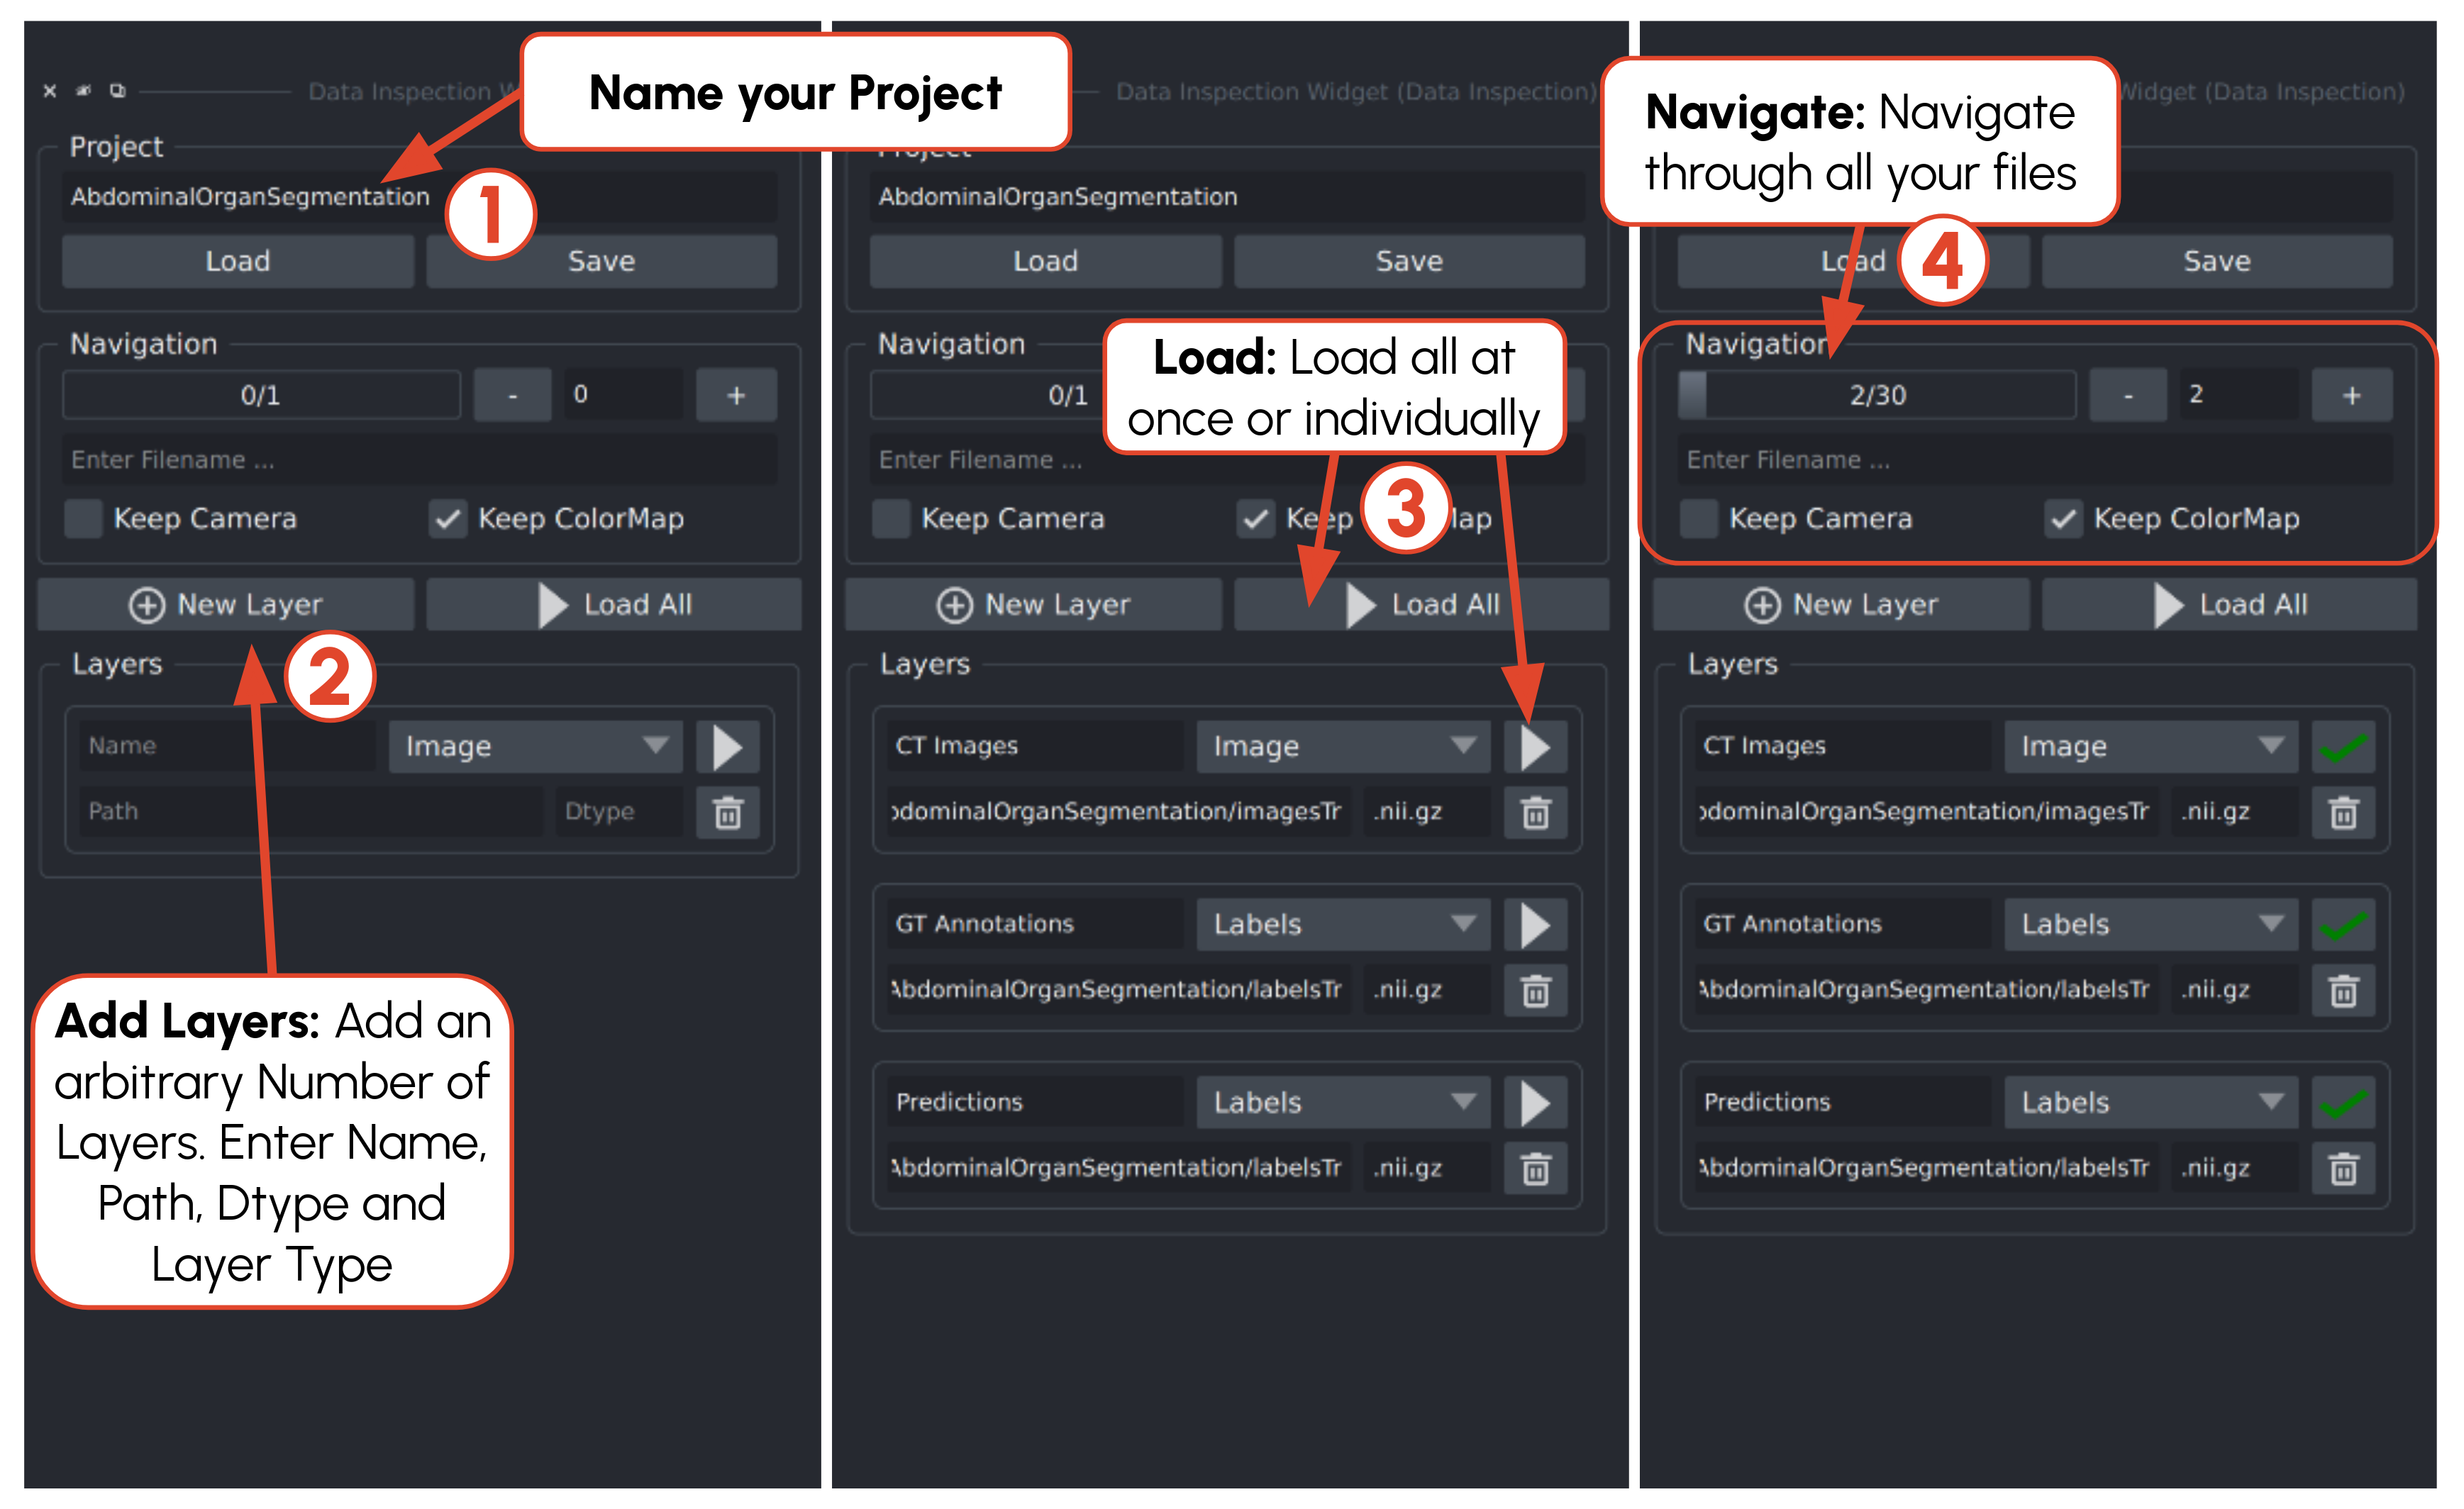 Data Inspection
Name your Project
Project
AbdominalOrganSegmentation
1
Load
Save
Navigation
0/1
-
0
+
Enter Filename ...
Keep Camera
Keep ColorMap
New Layer
Load All
2
Layers
Name
Image
Path
Dtype
Add Layers: Add an
arbitrary Number of
Layers. Enter Name,
Path, Dtype and
Layer Type
Data Inspection Widget (Data Inspection)
Project
AbdominalOrganSegmentation
Load
Save
Navigation
0/1
Load: Load all at
once or individually
Enter Filename ...
3
Keep Camera
Keep
New Layer
Load All
Layers
CT Images
Image
bdominalOrganSegmentation/imagesTr
.nii.gz
GT Annotations
Labels
AbdominalOrganSegmentation/labelsTr
.nii.gz
Predictions
Labels
AbdominalOrganSegmentation/labelsTr
.nii.gz
Widget (Data Inspection)
Navigate: Navigate
through all your files
4
Load
Save
Navigation
2/30
-
2
+
Enter Filename ...
Keep Camera
Keep ColorMap
New Layer
Load All
Layers
CT Images
Image
bdominalOrganSegmentation/imagesTr
.nii.gz
GT Annotations
Labels
AbdominalOrganSegmentation/labelsTr
.nii.gz
Predictions
Labels
AbdominalOrganSegmentation/labelsTr
.nii.gz